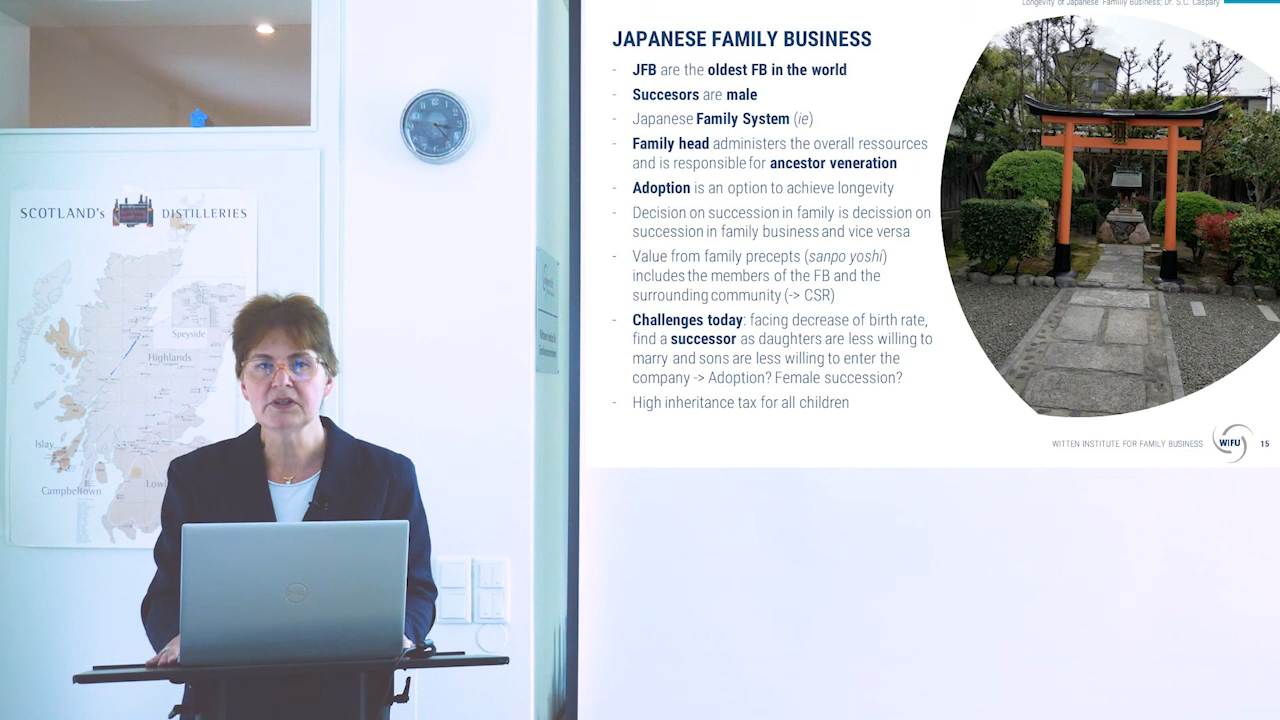 Longevity of Japanese Familiy Business; Dr. S.C. Caspary
JAPANESE FAMILY BUSINESS
- JFB are the oldest FB in the world
- Succesors are male
- Japanese Family System (ie)
- Family head administers the overall ressources
and is responsible for ancestor veneration
- Adoption is an option to achieve longevity
- Decision on succession in family is decission on
succession in family business and vice versa
- Value from family precepts (sanpo yoshi)
includes the members of the FB and the
surrounding community (-> CSR)
- Challenges today: facing decrease of birth rate,
find a successor as daughters are less willing to
marry and sons are less willing to enter the
company -> Adoption? Female succession?
- High inheritance tax for all children
WITTEN INSTITUTE FOR FAMILY BUSINESS
WIFU
15
SCOTLAND's DISTILLERIES
Speyside
Highlands
Islay
Campbeltown
DELL